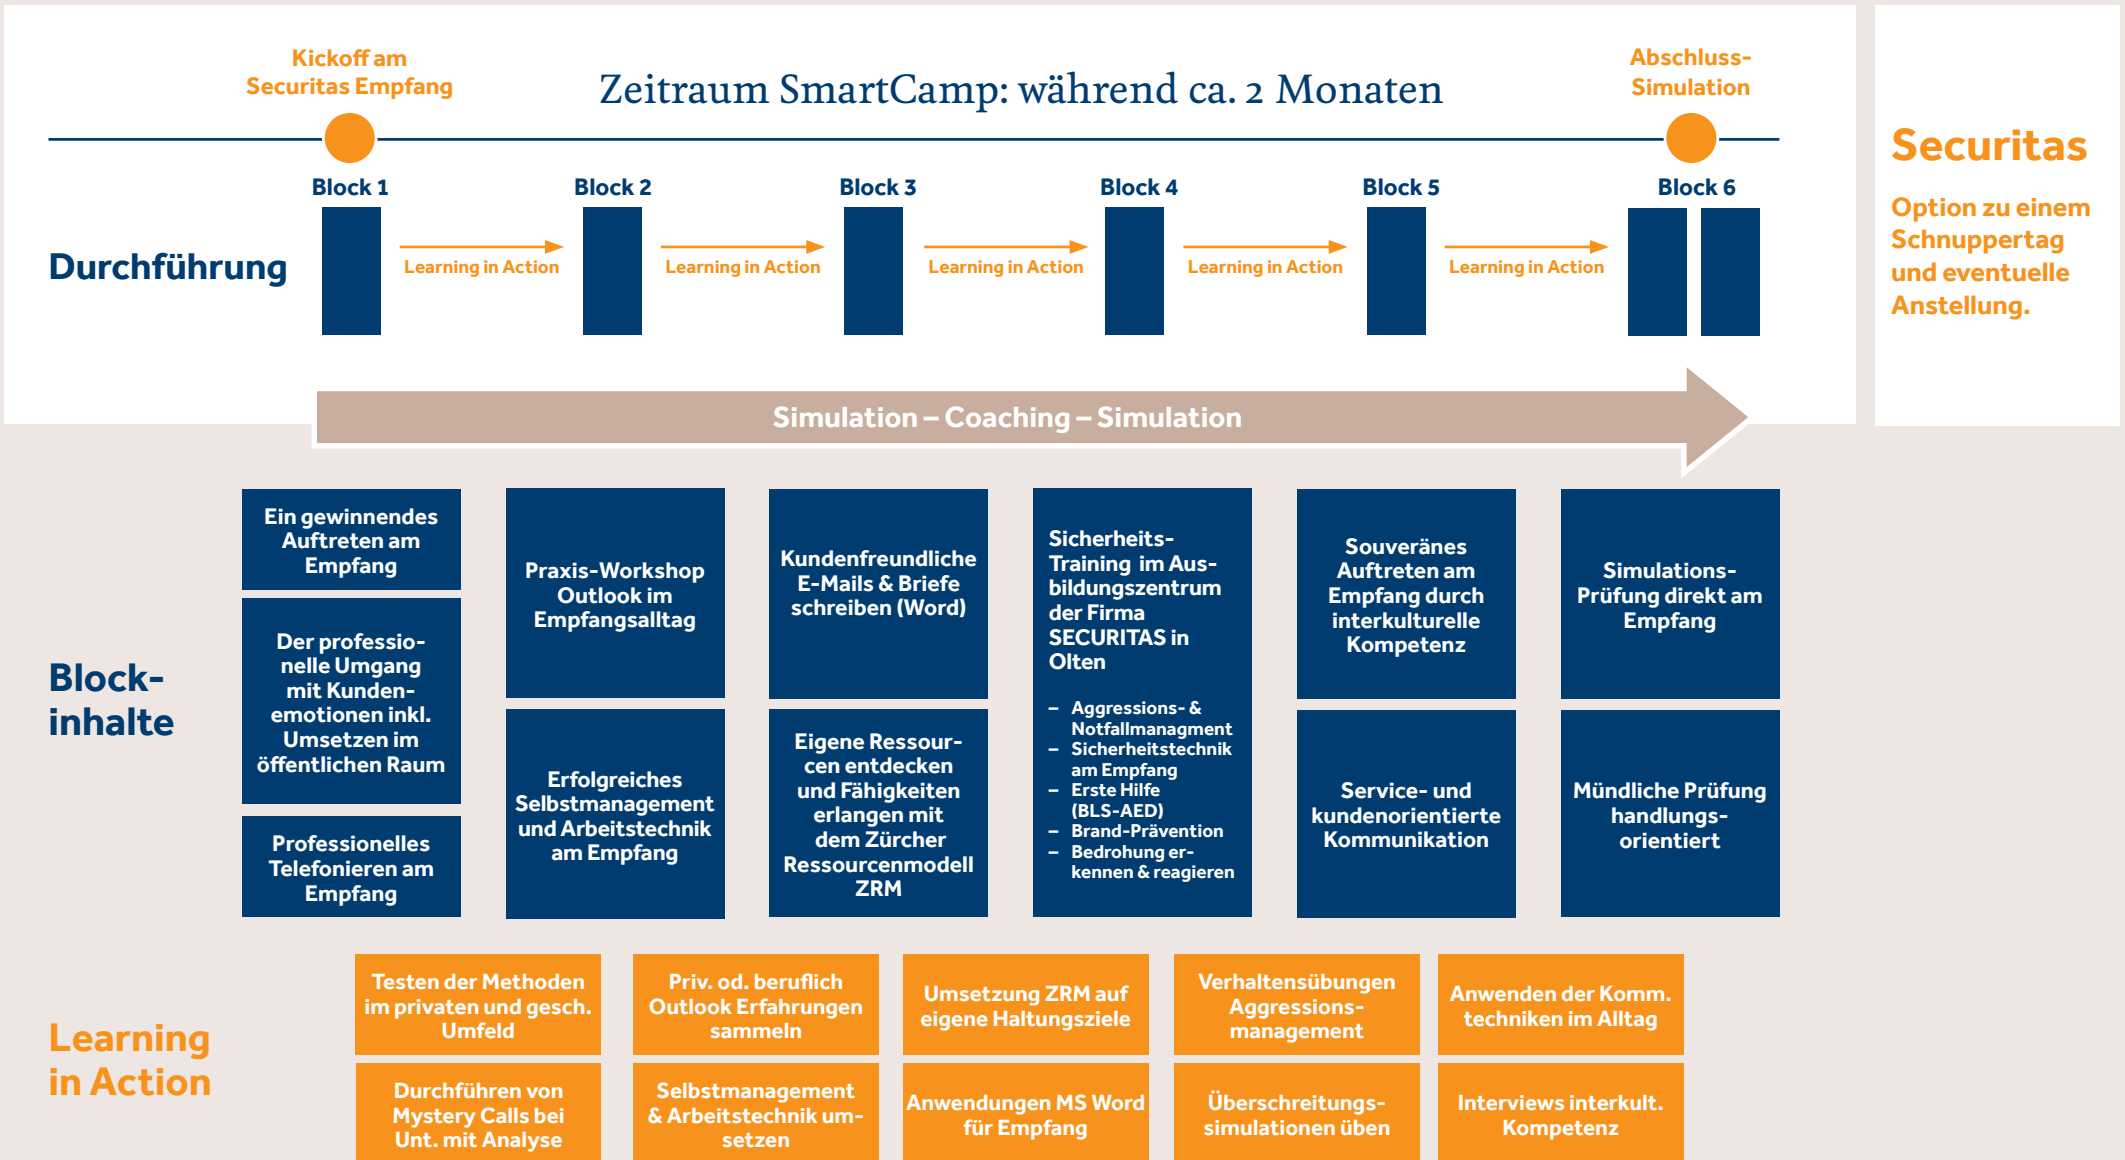 Kickoff am
Securitas Empfang
Zeitraum SmartCamp: während ca. 2 Monaten
Abschluss-
Simulation
Securitas
Option zu einem
Schnuppertag
und eventuelle
Anstellung.
Durchführung
Block 1
Block 2
Block 3
Block 4
Block 5
Block 6
Learning in Action
Learning in Action
Learning in Action
Learning in Action
Learning in Action
Simulation – Coaching – Simulation
Block-
inhalte
Ein gewinnendes
Auftreten am
Empfang
Der professio-
nelle Umgang
mit Kunden-
emotionen inkl.
Umsetzen im
öffentlichen Raum
Professionelles
Telefonieren am
Empfang
Praxis-Workshop
Outlook im
Empfangsalltag
Erfolgreiches
Selbstmanagement
und Arbeitstechnik
am Empfang
Kundenfreundliche
E-Mails & Briefe
schreiben (Word)
Eigene Ressour-
cen entdecken
und Fähigkeiten
erlangen mit
dem Zürcher
Ressourcenmodell
ZRM
Sicherheits-
Training im Aus-
bildungszentrum
der Firma
SECURITAS in
Olten
– Aggressions- &
Notfallmanagment
– Sicherheitstechnik
am Empfang
– Erste Hilfe
(BLS-AED)
– Brand-Prävention
– Bedrohung er-
kennen & reagieren
Souveränes
Auftreten am
Empfang durch
interkulturelle
Kompetenz
Service- und
kundenorientierte
Kommunikation
Simulations-
Prüfung direkt am
Empfang
Mündliche Prüfung
handlungs-
orientiert
Learning
in Action
Testen der Methoden
im privaten und gesch.
Umfeld
Durchführen von
Mystery Calls bei
Unt. mit Analyse
Priv. od. beruflich
Outlook Erfahrungen
sammeln
Selbstmanagement
& Arbeitstechnik um-
setzen
Umsetzung ZRM auf
eigene Haltungsziele
Anwendungen MS Word
für Empfang
Verhaltensübungen
Aggressions-
management
Überschreitungs-
simulationen üben
Anwenden der Komm.
techniken im Alltag
Interviews interkult.
Kompetenz